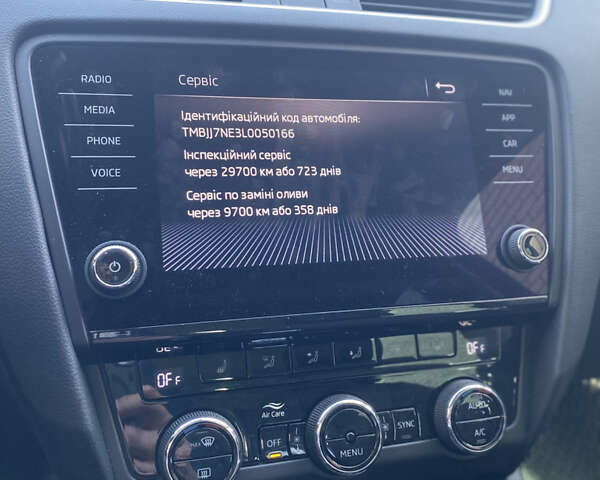 RADIO
MEDIA
PHONE
VOICE
Сервіс
Ідентифікаційний код автомобіля:
TMBJJ7NE3L0050166
Інспекційний сервіс
через 29700 км або 723 днів
Сервіс по заміні оливи
через 9700 км або 358 днів
NAV
APP
CAR
MENU
OFF
OFF
Air Care
MAX
OFF
MENU
SYNC
AUTO
A/C